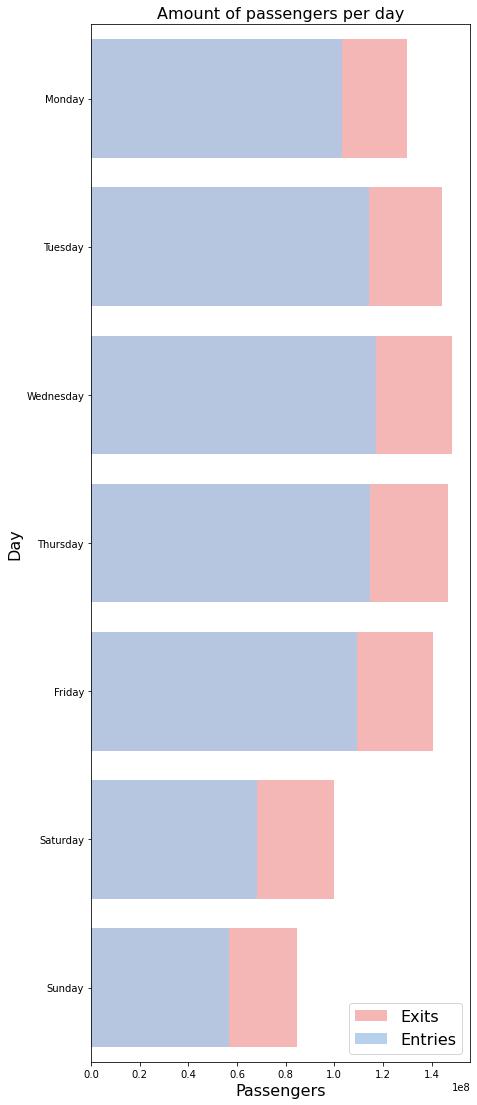 Amount of passengers per day
Monday
Tuesday
Wednesday
Thursday
Friday
Saturday
Sunday
Day
Exits
Entries
0.0 0.2 0.4 0.6 0.8 1.0 1.2 1.4
1e8
Passengers